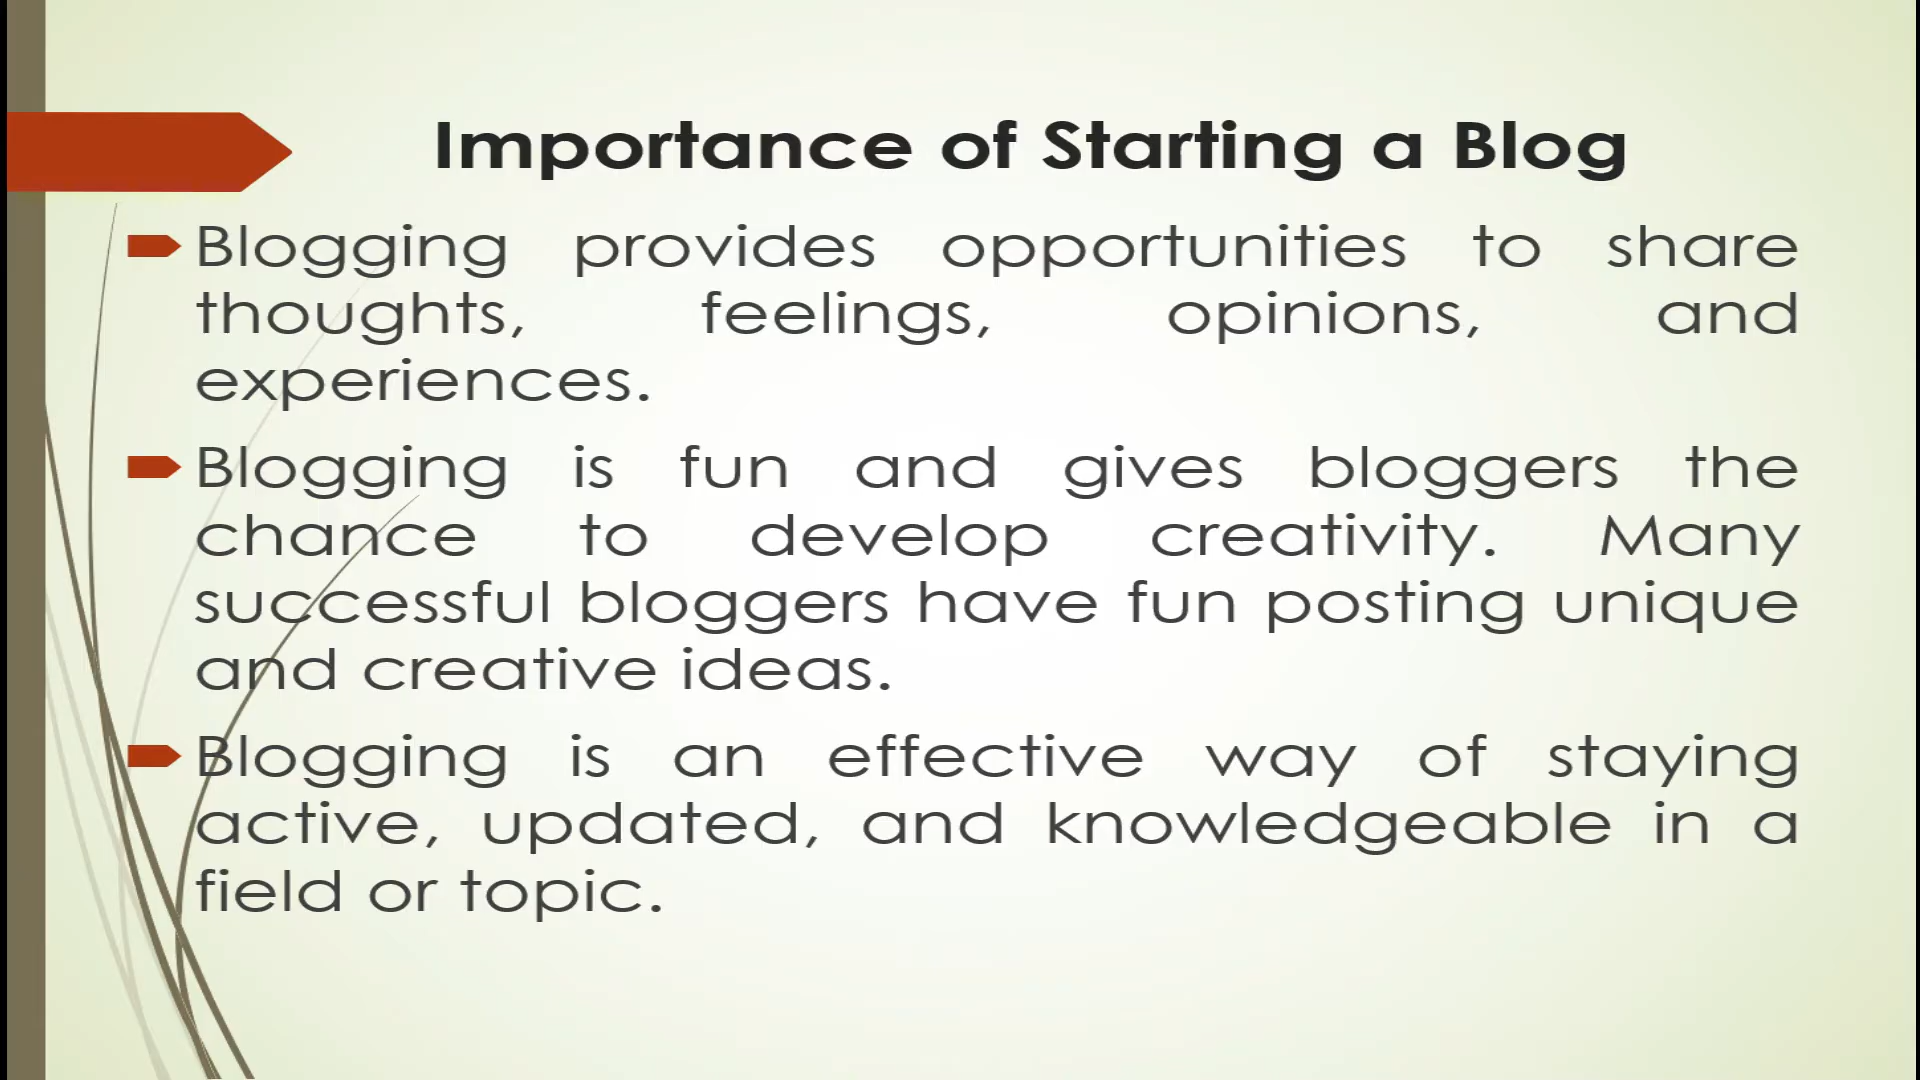 Importance of Starting a Blog
Blogging provides opportunities to share
thoughts, feelings, opinions, and
experiences.
Blogging is fun and gives bloggers the
chance to develop creativity. Many
successful bloggers have fun posting unique
and creative ideas.
Blogging is an effective way of staying
active, updated, and knowledgeable in a
field or topic.